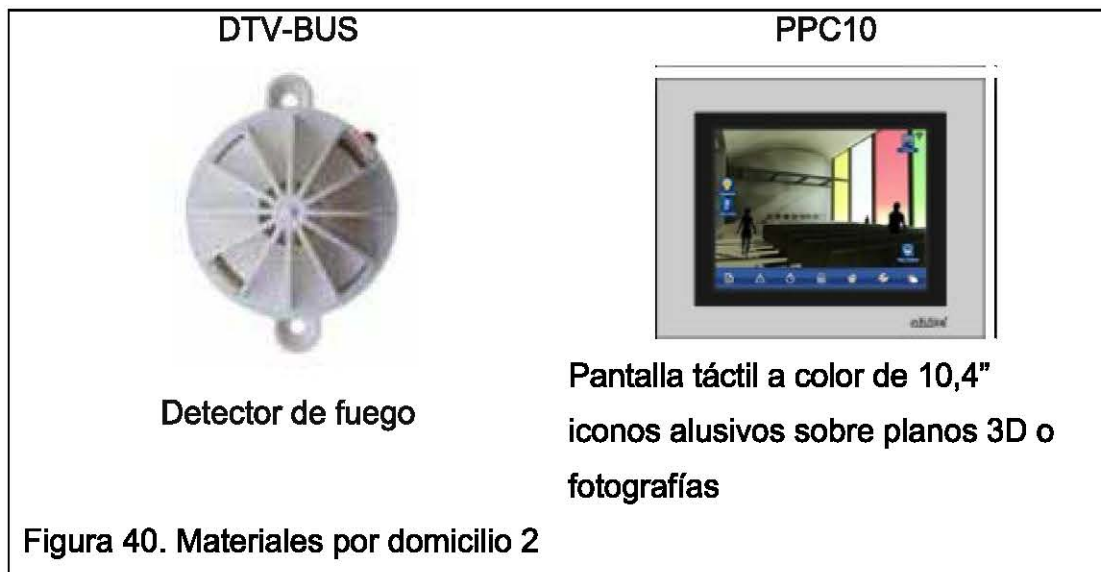 DTV-BUS
PPC10
Detector de fuego
Pantalla táctil a color de 10,4”
iconos alusivos sobre planos 3D o
fotografías
Figura 40. Materiales por domicilio 2